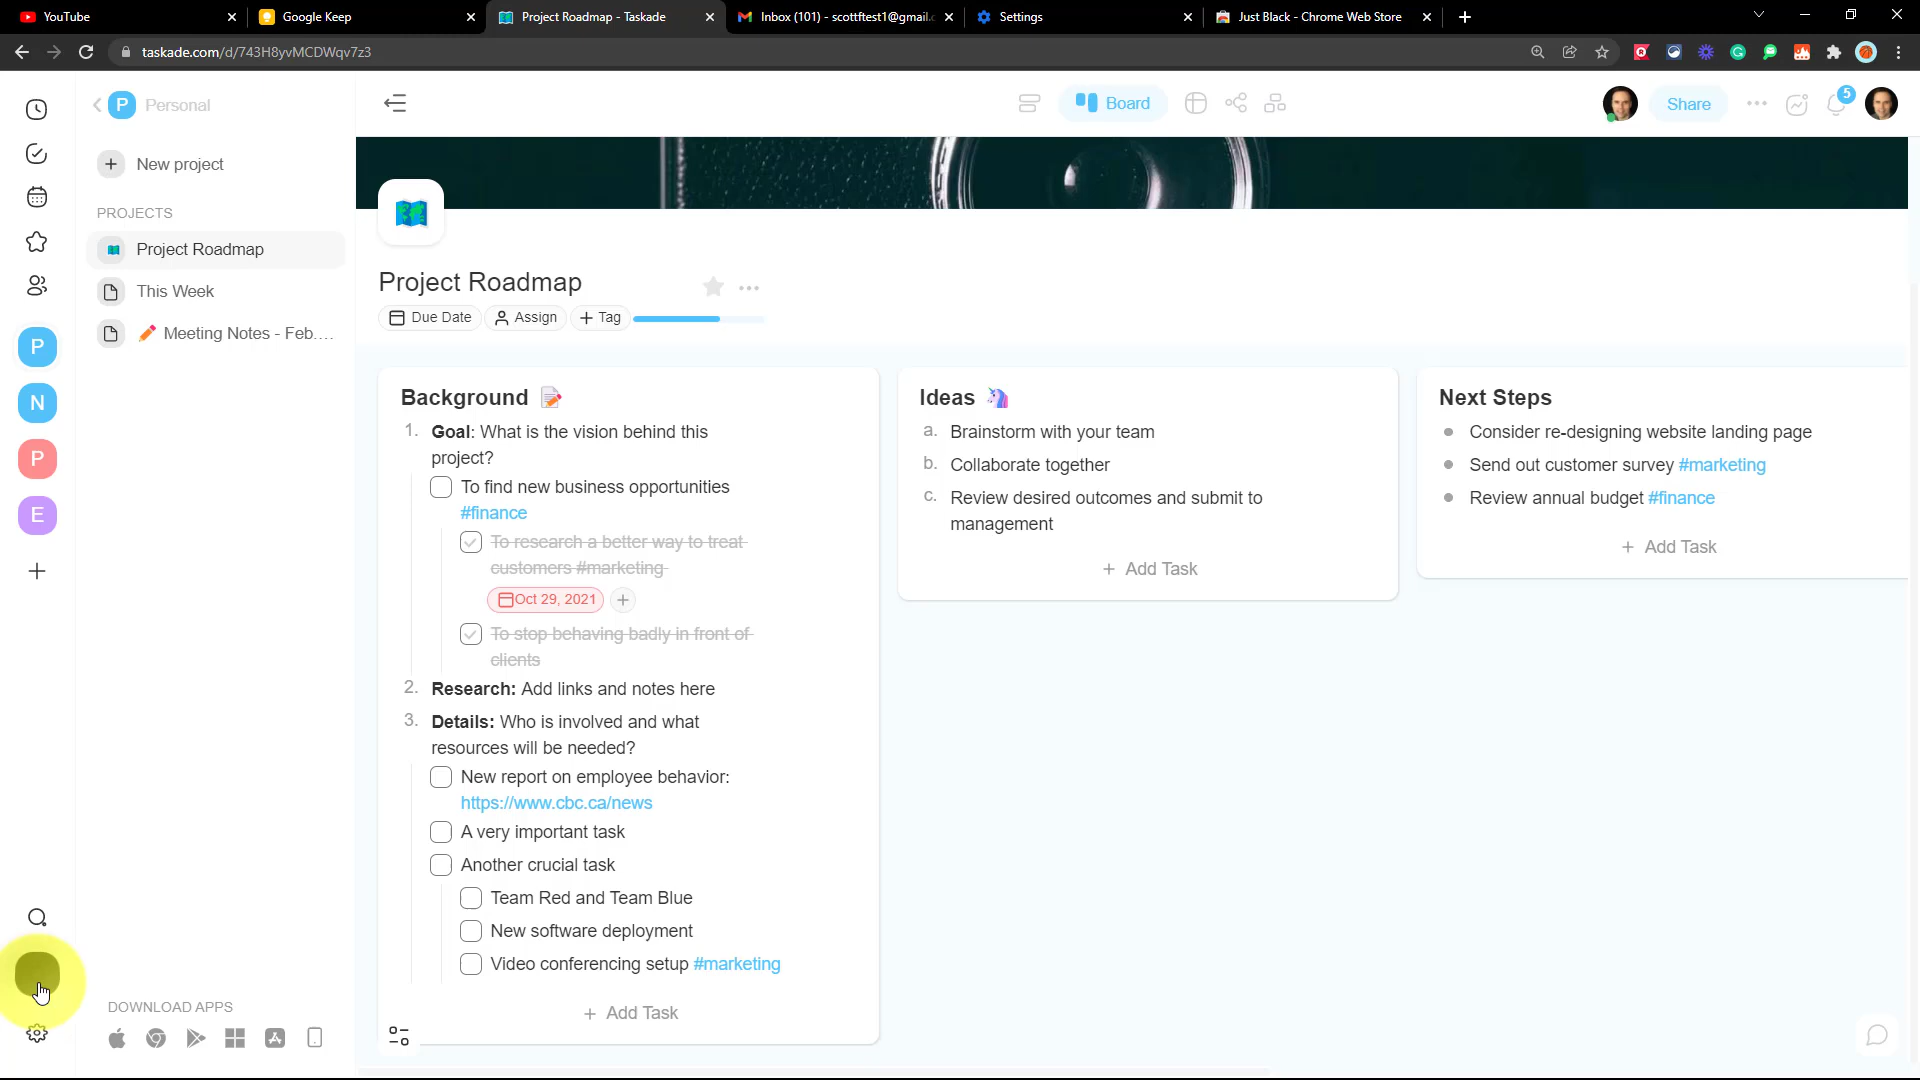 YouTube
Google Keep
Project Roadmap - Taskade
Inbox (101) - scottftest1@gmail.c
Settings
Just Black - Chrome Web Store
taskade.com/d/743H8yvMCDWqv7z3
P Personal
Board
Share
5
New project
PROJECTS
Project Roadmap
This Week
Meeting Notes - Feb....
P
N
P
E
Project Roadmap
Due Date
Assign
Tag
Background
1. Goal: What is the vision behind this
project?
To find new business opportunities
#finance
To research a better way to treat
customers #marketing
Oct 29, 2021
To stop behaving badly in front of
clients
2. Research: Add links and notes here
3. Details: Who is involved and what
resources will be needed?
New report on employee behavior:
https://www.cbc.ca/news
A very important task
Another crucial task
Team Red and Team Blue
New software deployment
Video conferencing setup #marketing
+ Add Task
Ideas
a. Brainstorm with your team
b. Collaborate together
c. Review desired outcomes and submit to
management
+ Add Task
Next Steps
Consider re-designing website landing page
Send out customer survey #marketing
Review annual budget #finance
+ Add Task
DOWNLOAD APPS